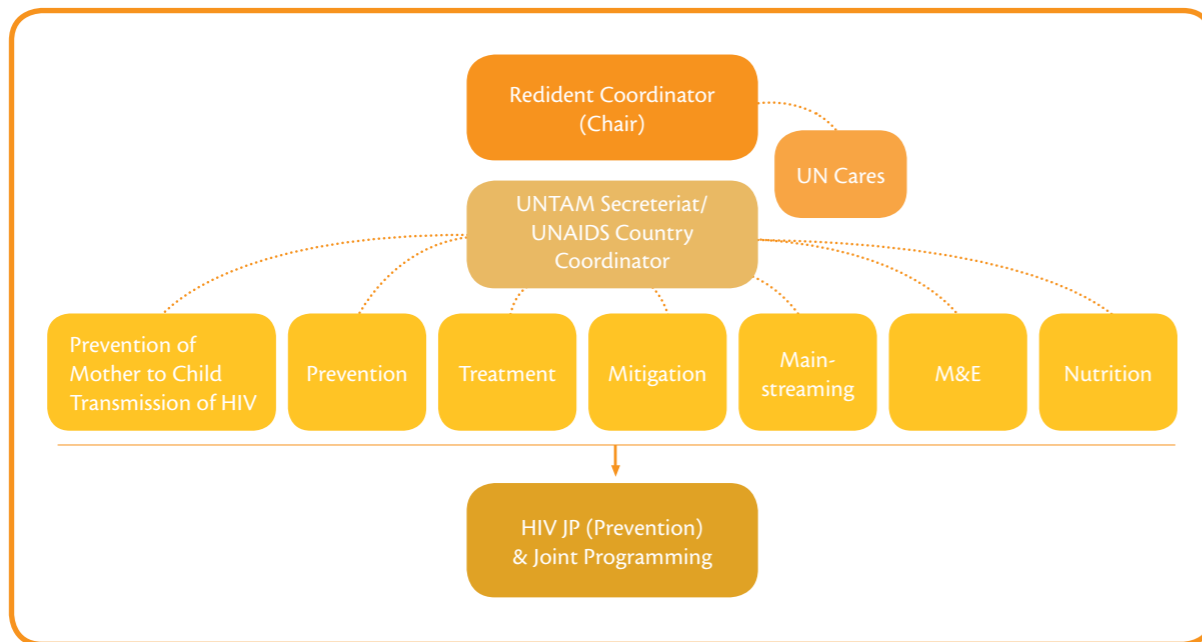 Redident Coordinator
(Chair)
UN Cares
UNTAM Secreteriat/
UNAIDS Country
Coordinator
Prevention of
Mother to Child
Transmission of HIV
Prevention
Treatment
Mitigation
Main-
streaming
M&E
Nutrition
HIV JP (Prevention)
& Joint Programming